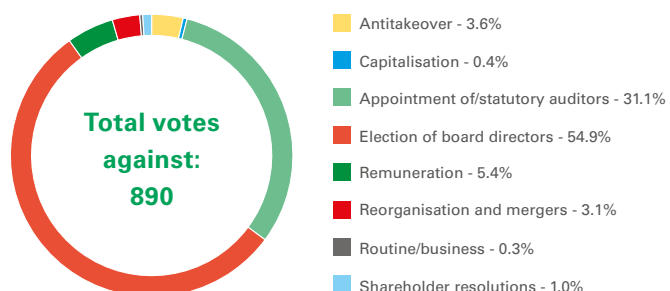 Total votes
against:
890
Antitakeover - 3.6%
Capitalisation - 0.4%
Appointment of/statutory auditors - 31.1%
Election of board directors - 54.9%
Remuneration - 5.4%
Reorganisation and mergers - 3.1%
Routine/business - 0.3%
Shareholder resolutions - 1.0%